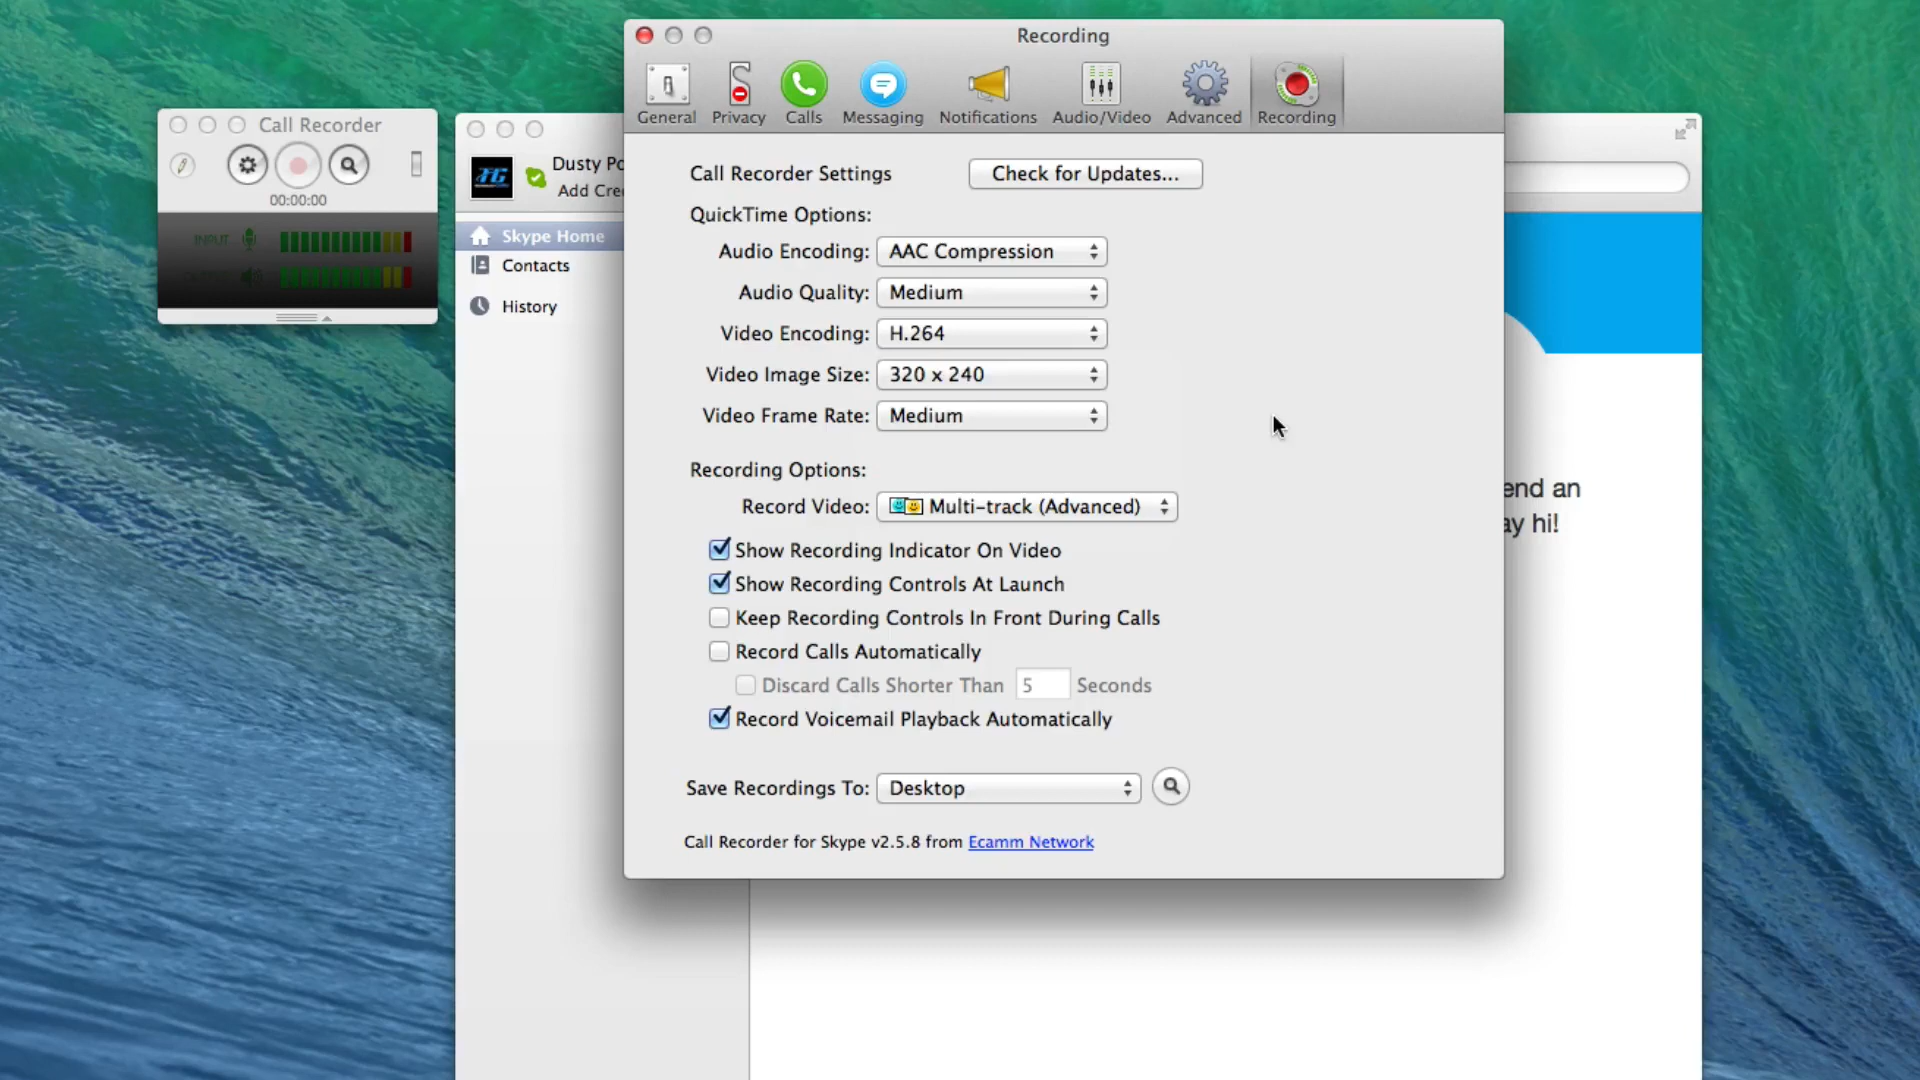 Recording
General
Privacy
Calls
Messaging
Notifications
Audio/Video
Advanced
Recording
Call Recorder
00:00:00
INPUT
Dusty Po
Add Cre
Skype Home
Contacts
History
Call Recorder Settings
Check for Updates...
QuickTime Options:
Audio Encoding: AAC Compression
Audio Quality: Medium
Video Encoding: H.264
Video Image Size: 320 x 240
Video Frame Rate: Medium
Recording Options:
Record Video: Multi-track (Advanced)
Show Recording Indicator On Video
Show Recording Controls At Launch
Keep Recording Controls In Front During Calls
Record Calls Automatically
Discard Calls Shorter Than 5 Seconds
Record Voicemail Playback Automatically
Save Recordings To: Desktop
Call Recorder for Skype v2.5.8 from Ecamm Network
end an
ay hi!